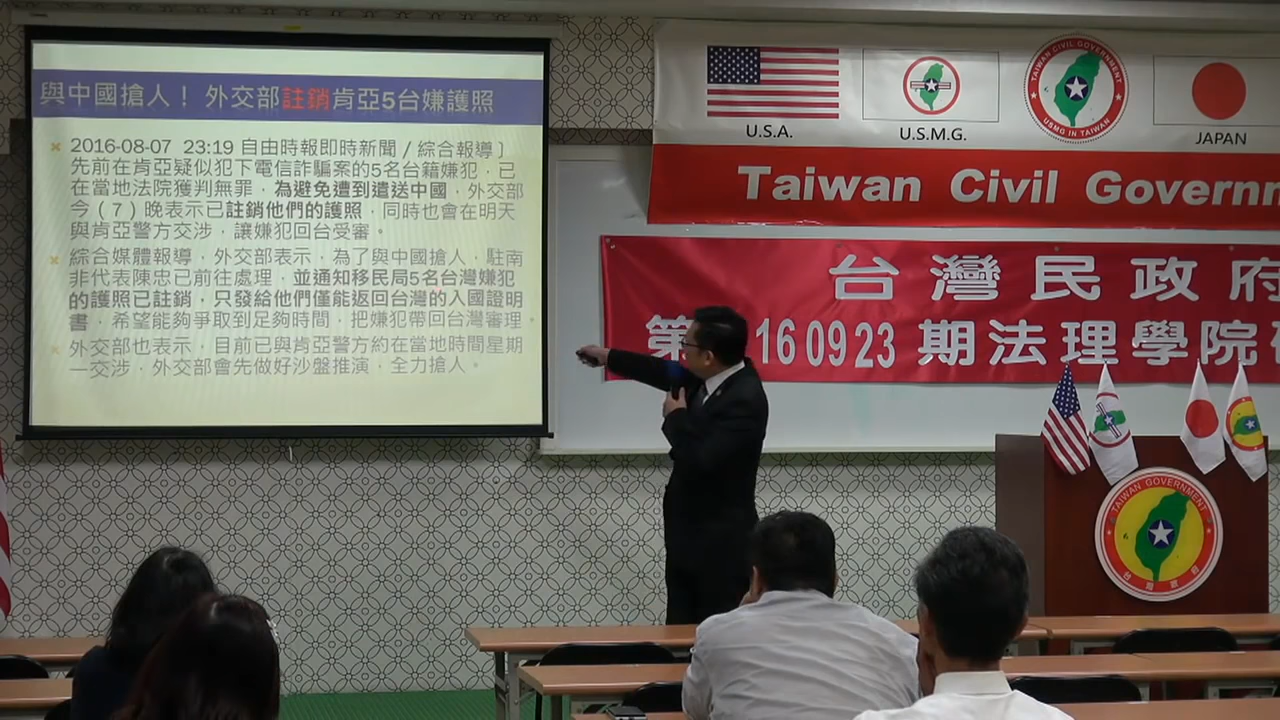 與中國搶人！ 外交部註銷肯亞5台嫌護照
2016-08-07 23:19 自由時報即時新聞 / 綜合報導〕
先前在肯亞疑似犯下電信詐騙案的5名台籍嫌犯，已
在當地法院獲判無罪，為避免遭到遣送中國，外交部
今（7）晚表示已註銷他們的護照，同時也會在明天
與肯亞警方交涉，讓嫌犯回台受審。
綜合媒體報導，外交部表示，為了與中國搶人，駐南
非代表陳忠已前往處理，並通知移民局5名台灣嫌犯
的護照已註銷，只發給他們僅能返回台灣的入國證明
書，希望能夠爭取到足夠時間，把嫌犯帶回台灣審理。
外交部也表示，目前已與肯亞警方約在當地時間星期
一交涉，外交部會先做好沙盤推演，全力搶人。
U.S.A.
U.S.M.G.
TAIWAN CIVIL GOVERNMENT
USMG IN TAIWAN
JAPAN
Taiwan Civil Govern
台灣民政府
第 160923 期法理學院
TAIWAN GOVERNMENT
台灣政府